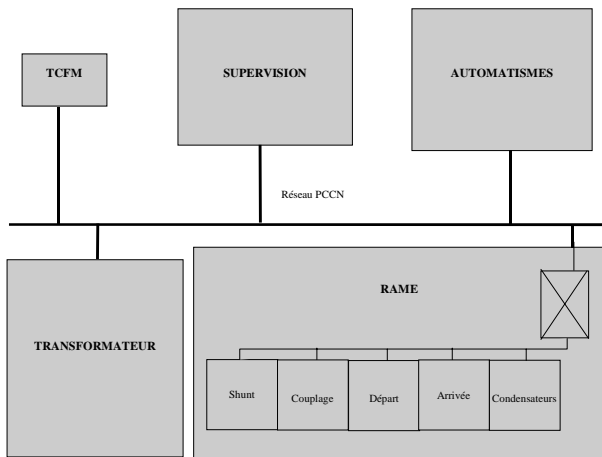 TCFM
SUPERVISION
AUTOMATISMES
Réseau PCCN
TRANSFORMATEUR
RAME
Shunt
Couplage
Départ
Arrivée
Condensateurs